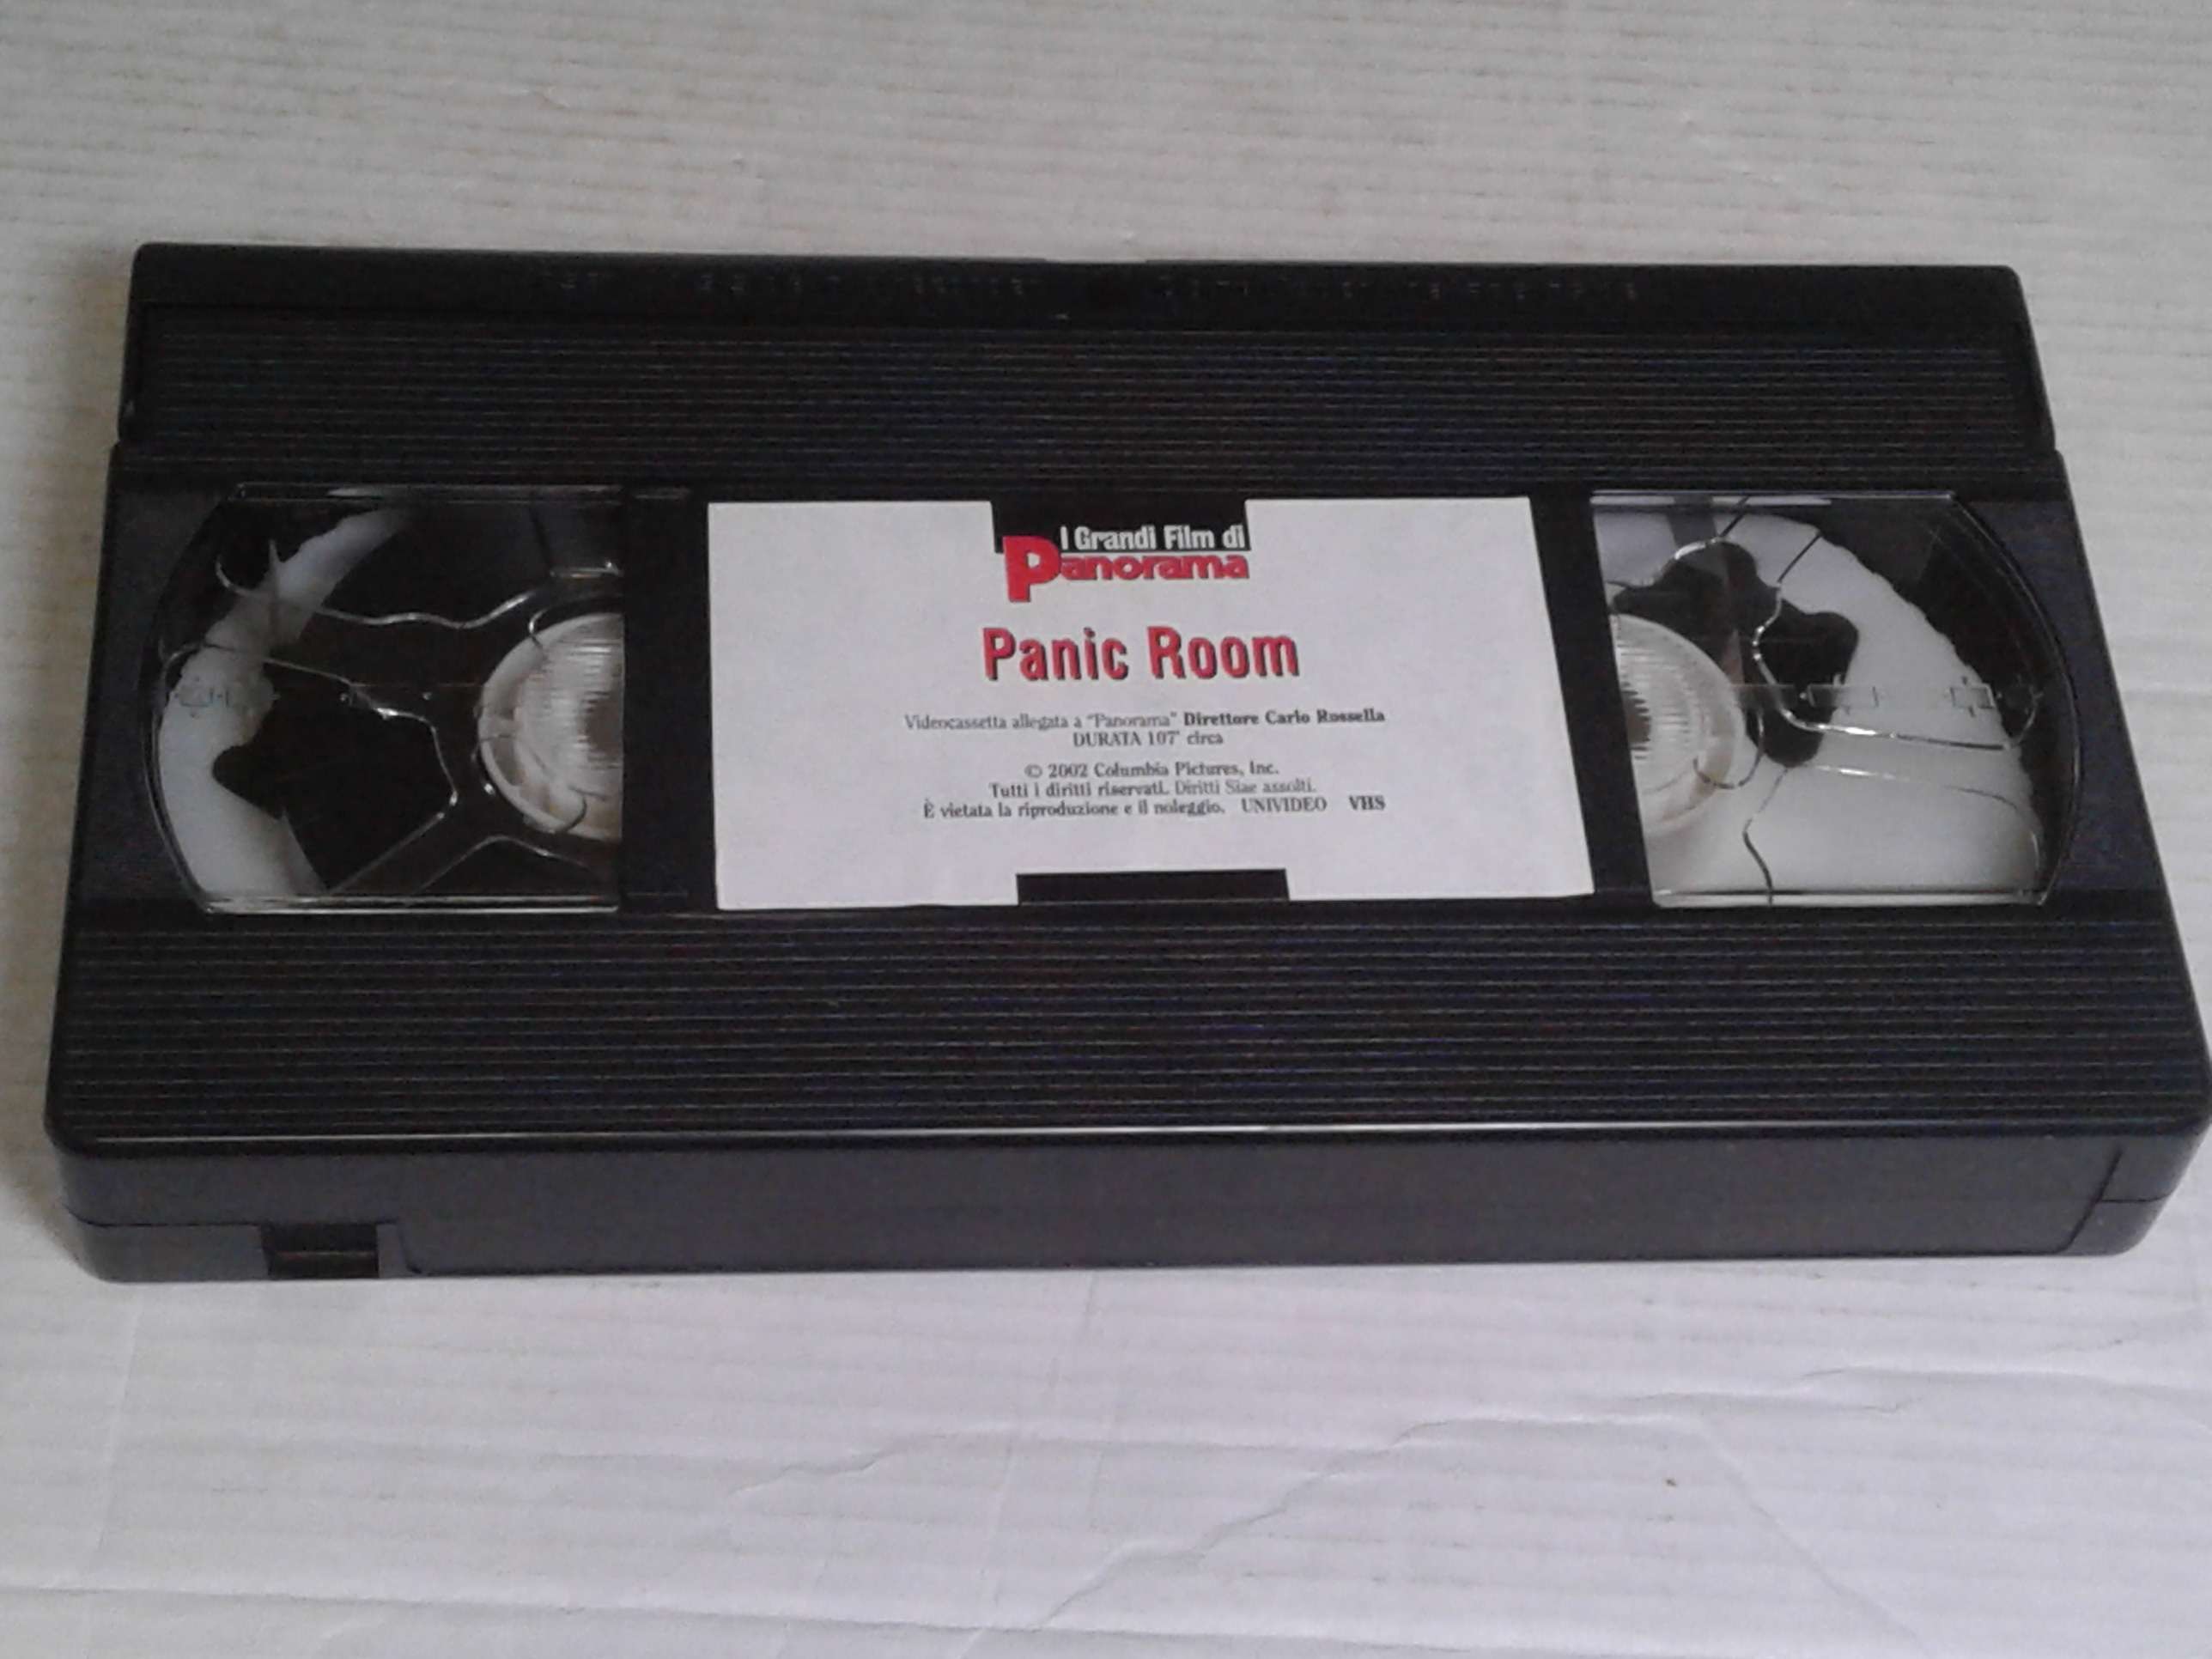 I Grandi Film di
Panorama
Panic Room
Videocassetta allegata a "Panorama" Direttore Carlo Rossella
DURATA 107' circa
© 2002 Columbia Pictures, Inc.
Tutti i diritti riservati. Diritti Siae assolti.
È vietata la riproduzione e il noleggio. UNIVIDEO VHS